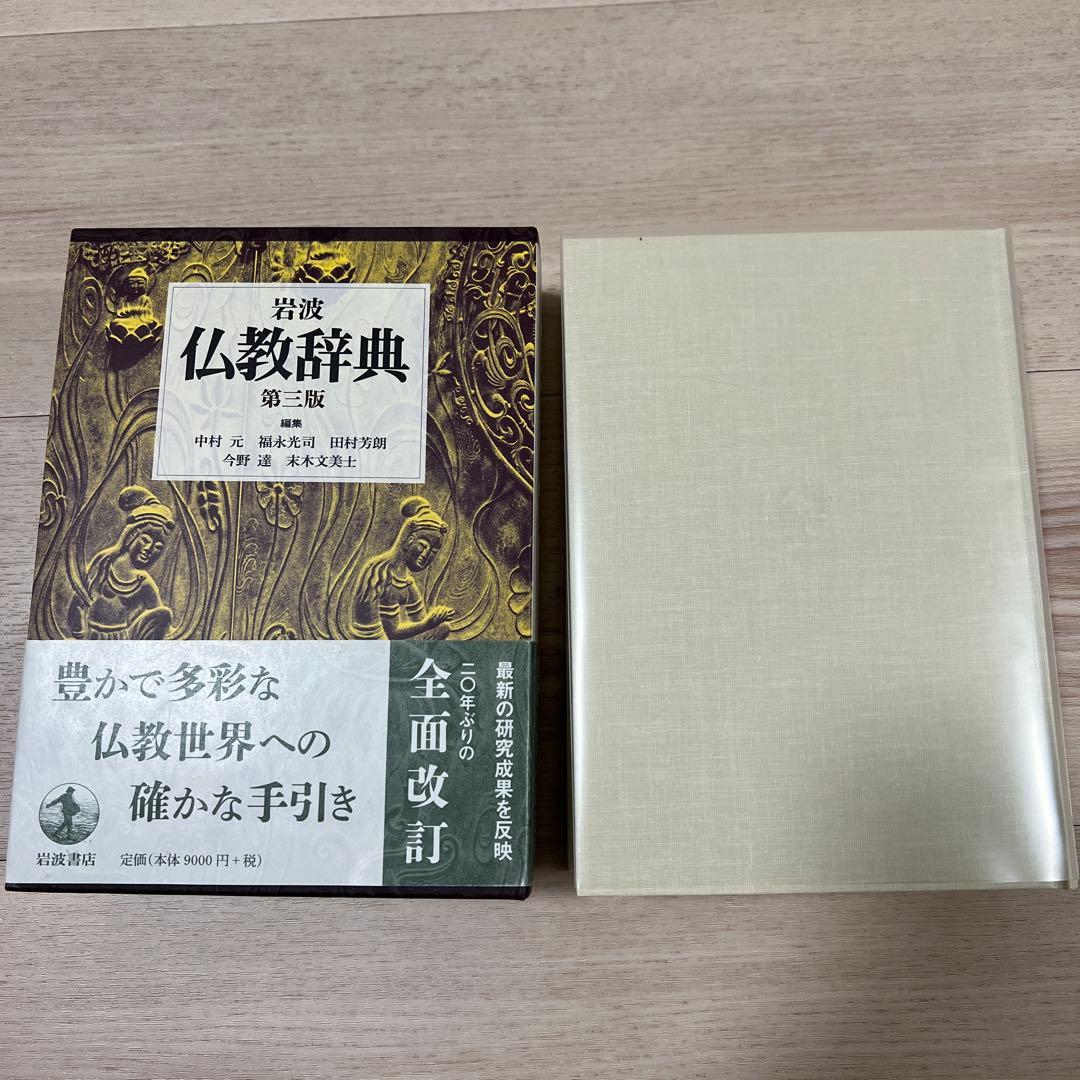 岩波
仏教辞典
第三版
編集
中村 元 福永光司 田村芳朗
今野 達 末木文美士
豊かで多彩な
仏教世界への
確かな手引き
最新の研究成果を反映
二〇年ぶりの
全面改訂
岩波書店 定価(本体9000円+税)